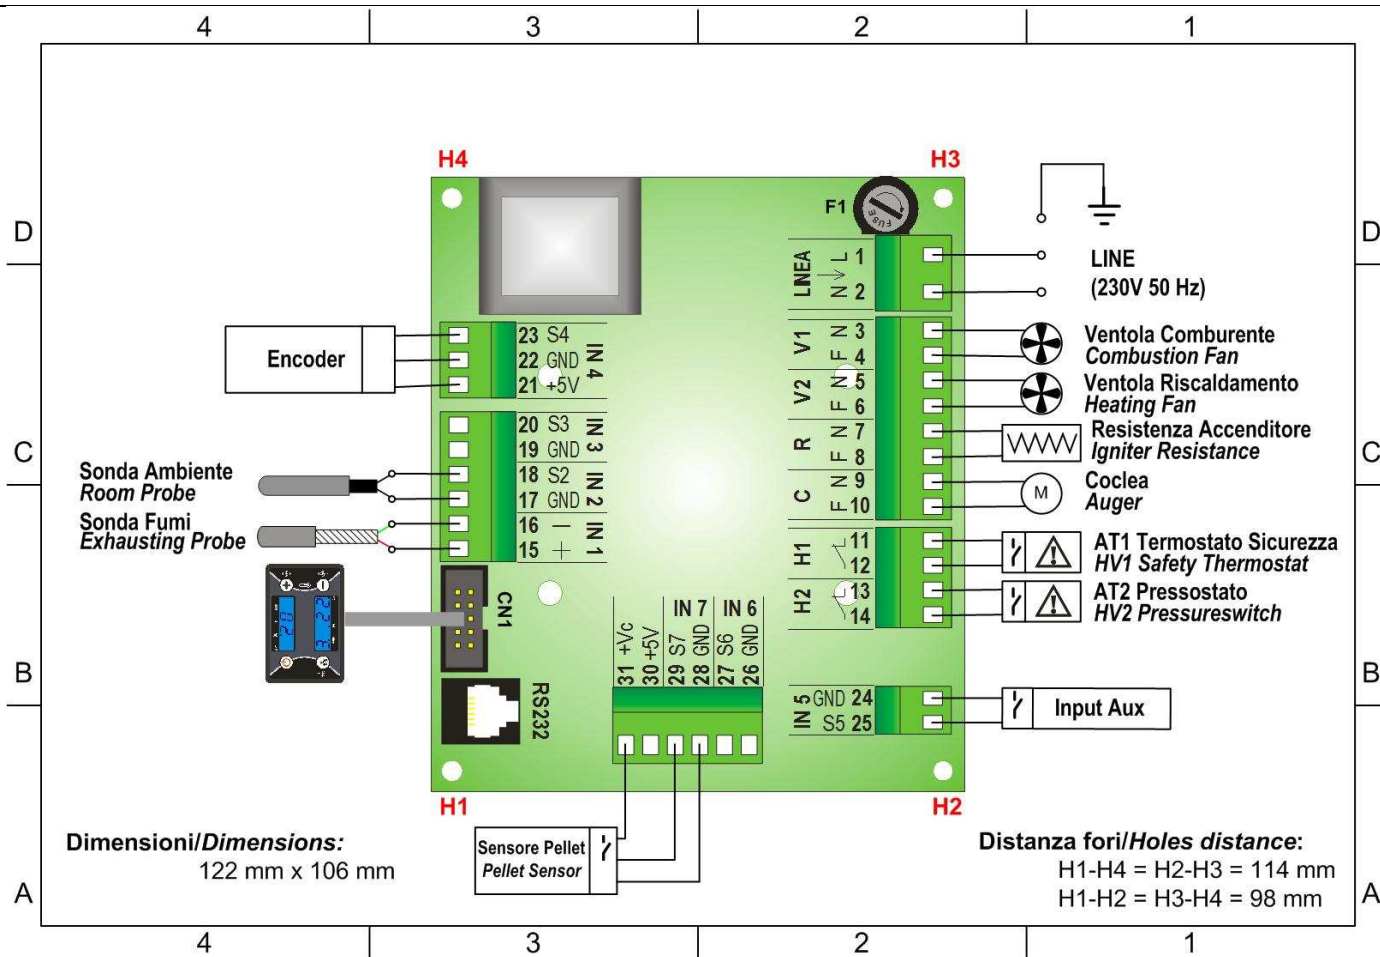 4 3 2 1
H4 H3
F1
FUSE
D D
LINEA
L 1
N 2
LINE
(230V 50 Hz)
V1
N 3
F 4
Ventola Comburente
Combustion Fan
V2
N 5
F 6
Ventola Riscaldamento
Heating Fan
R
N 7
F 8
Resistenza Accenditore
Igniter Resistance
C
N 9
F 10
M
Coclea
Auger
H1
11
12
AT1 Termostato Sicurezza
HV1 Safety Thermostat
H2
13
14
AT2 Pressostato
HV2 Pressureswitch
Encoder
23 S4
22 GND
21 +5V
IN 4
C C
20 S3
19 GND
IN 3
Sonda Ambiente
Room Probe
18 S2
17 GND
IN 2
Sonda Fumi
Exhausting Probe
16 –
15 +
IN 1
CN1
RS232
B B
IN 7 IN 6
31 +Vc
30 +5V
29 S7
28 GND
27 S6
26 GND
IN 5
GND 24
S5 25
Input Aux
H1 H2
Sensore Pellet
Pellet Sensor
Dimensioni/Dimensions:
122 mm x 106 mm
Distanza fori/Holes distance:
H1-H4 = H2-H3 = 114 mm
H1-H2 = H3-H4 = 98 mm
A A
4 3 2 1